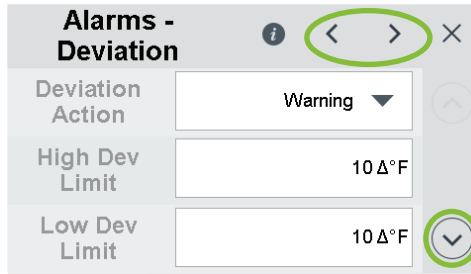 Alarms -
Deviation
i
Deviation
Action
Warning
High Dev
Limit
10 Δ°F
Low Dev
Limit
10 Δ°F